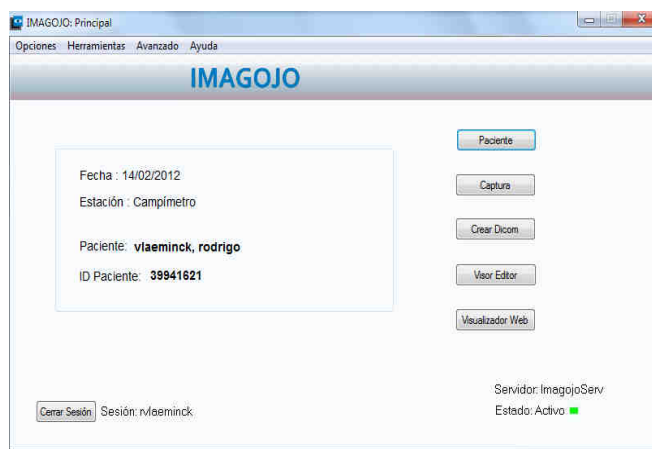 IMAGOJO: Principal
Opciones Herramientas Avanzado Ayuda
IMAGOJO
Fecha : 14/02/2012
Estación : Campímetro
Paciente: vlaeminck, rodrigo
ID Paciente: 39941621
Paciente
Captura
Crear Dicom
Visor Editor
Visualizador Web
Cerrar Sesión Sesión: rvlaeminck
Servidor: ImagojoServ
Estado: Activo